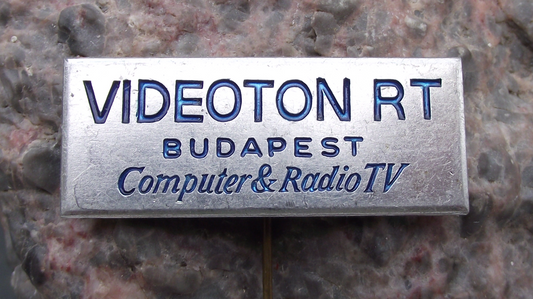 VIDEOTON RT
BUDAPEST
Computer & Radio TV